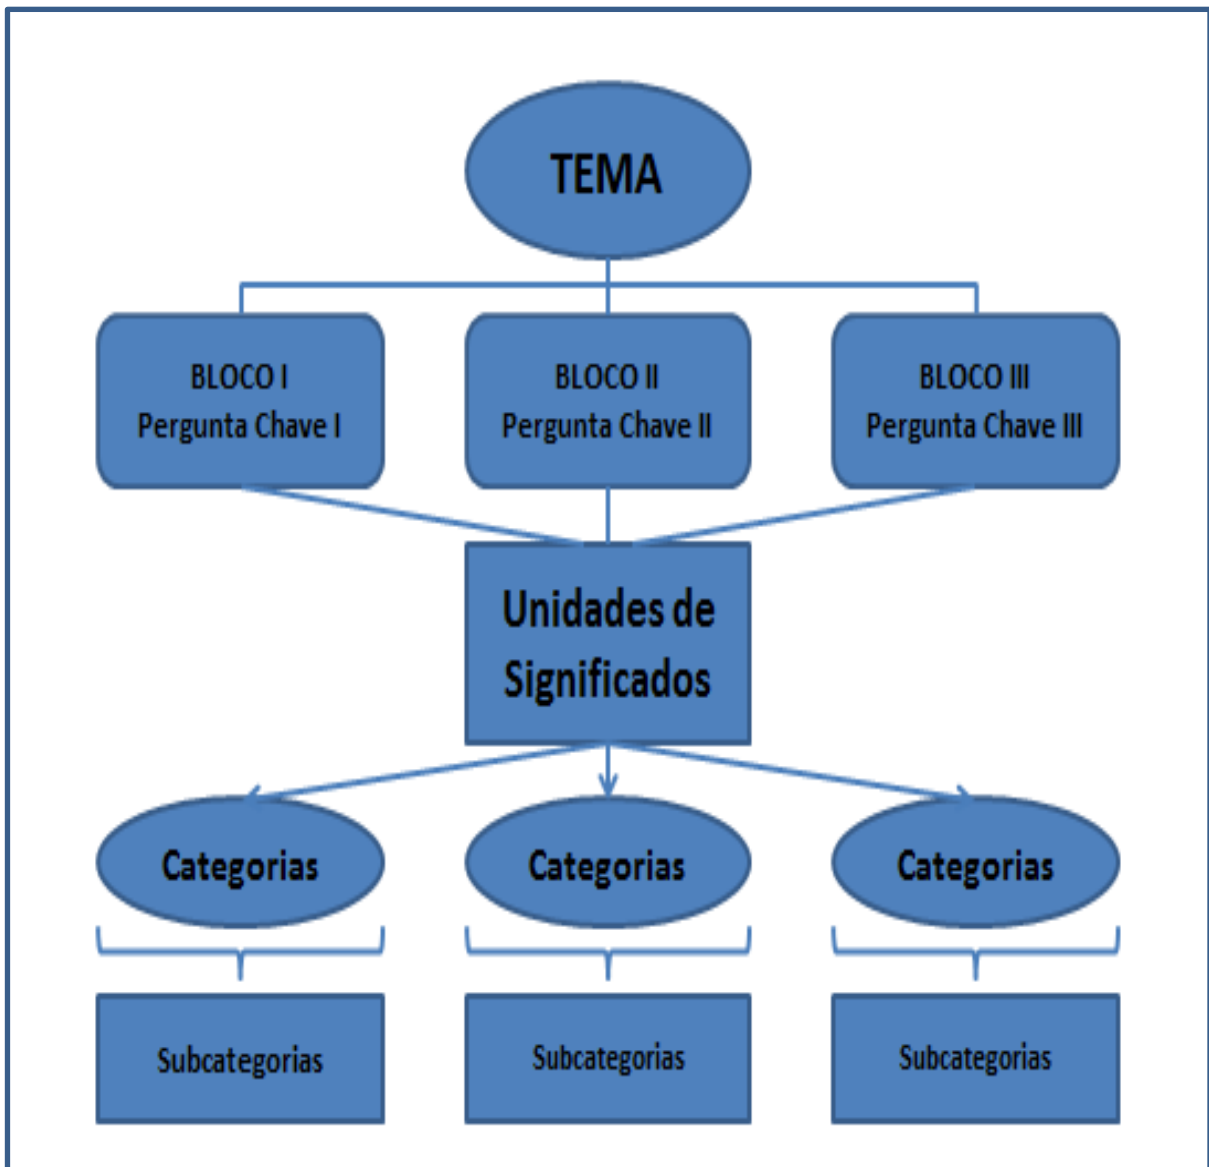 TEMA
BLOCO I
Pergunta Chave I
BLOCO II
Pergunta Chave II
BLOCO III
Pergunta Chave III
Unidades de
Significados
Categorias
Categorias
Categorias
Subcategorias
Subcategorias
Subcategorias